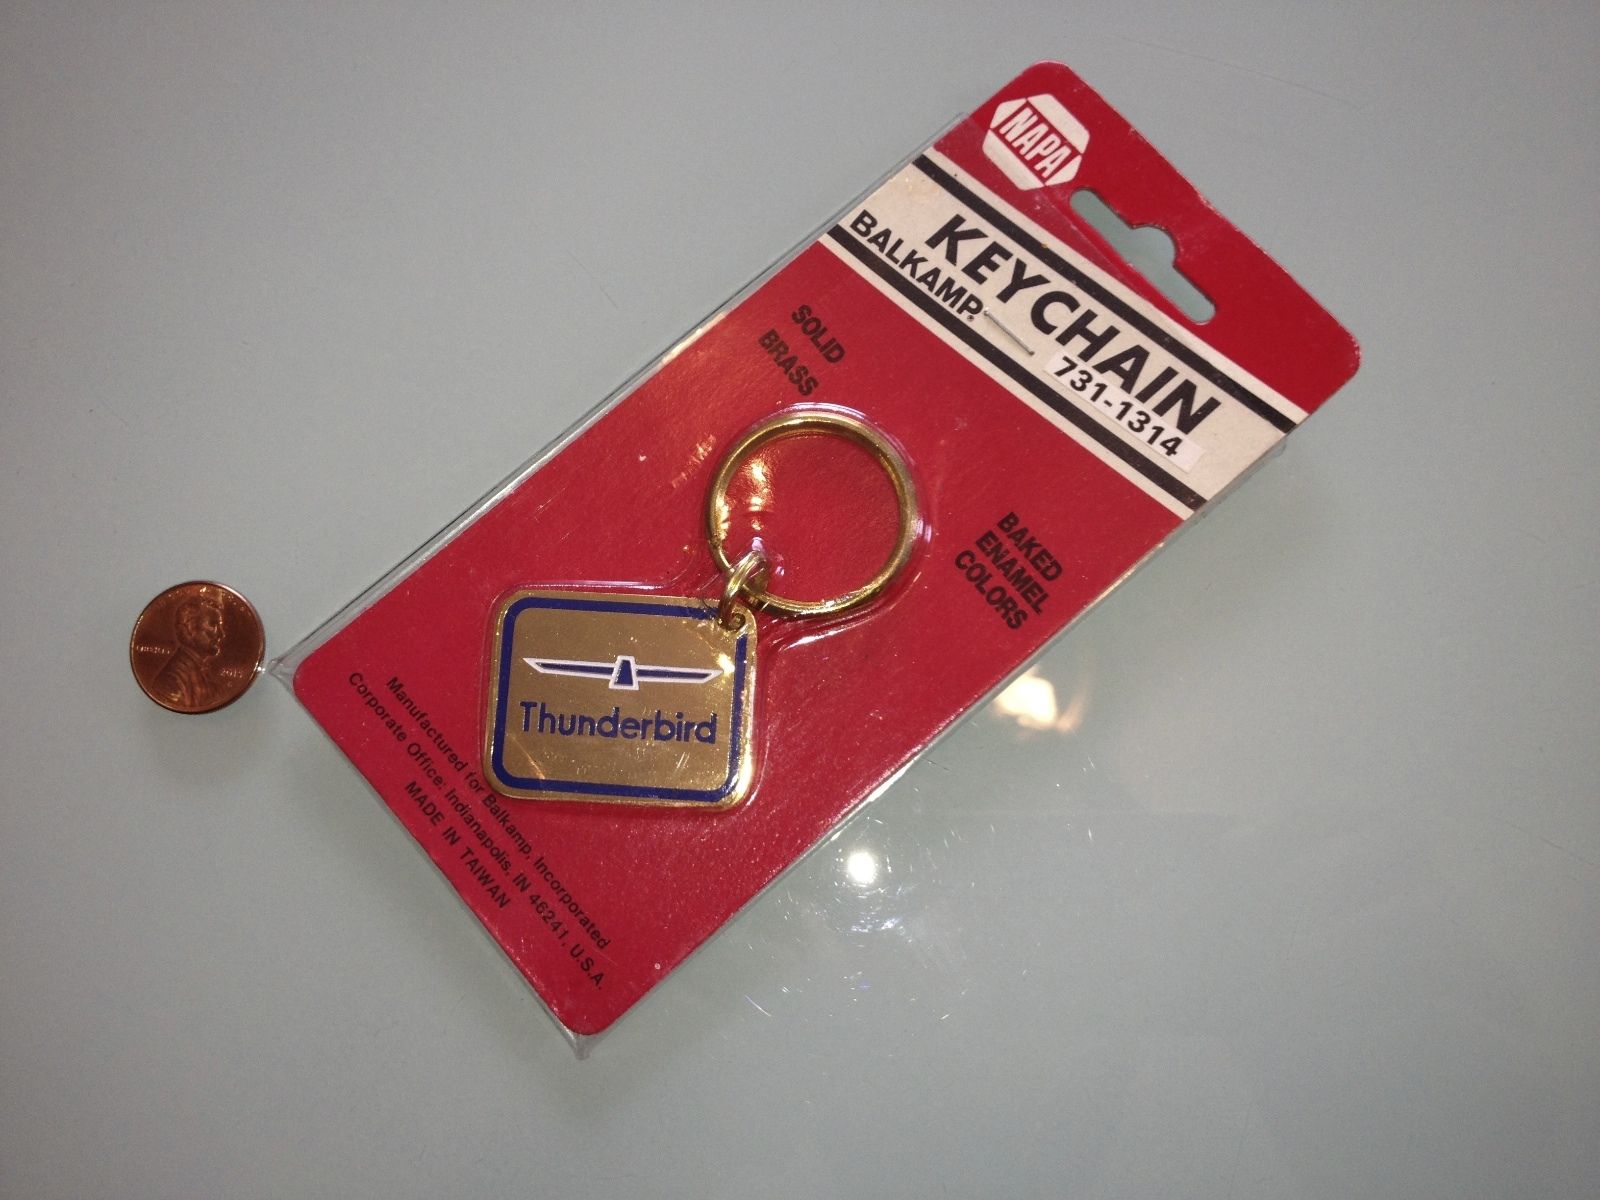 NAPA
KEYCHAIN
BALKAMP®
731-1314
SOLID
BRASS
BAKED
ENAMEL
COLORS
Thunderbird
Manufactured for Balkamp, Incorporated
Corporate Office: Indianapolis, IN 46241, U.S.A.
MADE IN TAIWAN